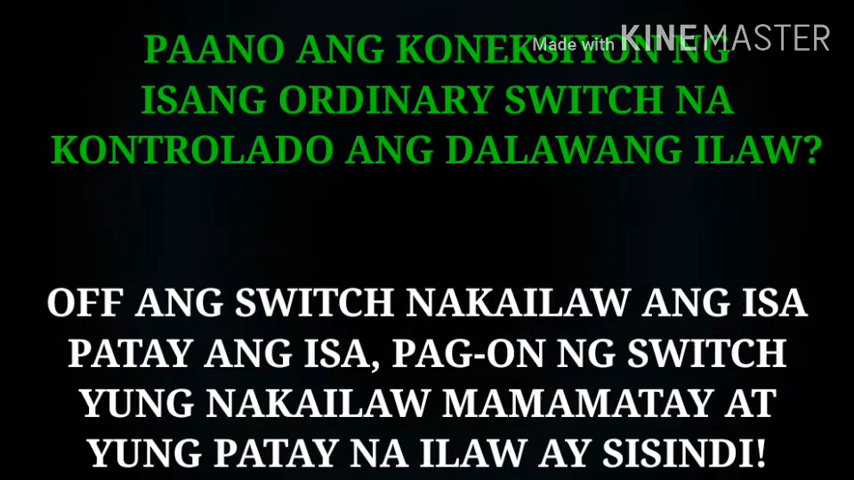 PAANO ANG KONEKSIYON NG
Made with KINEMASTER
ISANG ORDINARY SWITCH NA
KONTROLADO ANG DALAWANG ILAW?
OFF ANG SWITCH NAKAILAW ANG ISA
PATAY ANG ISA, PAG-ON NG SWITCH
YUNG NAKAILAW MAMAMATAY AT
YUNG PATAY NA ILAW AY SISINDI!